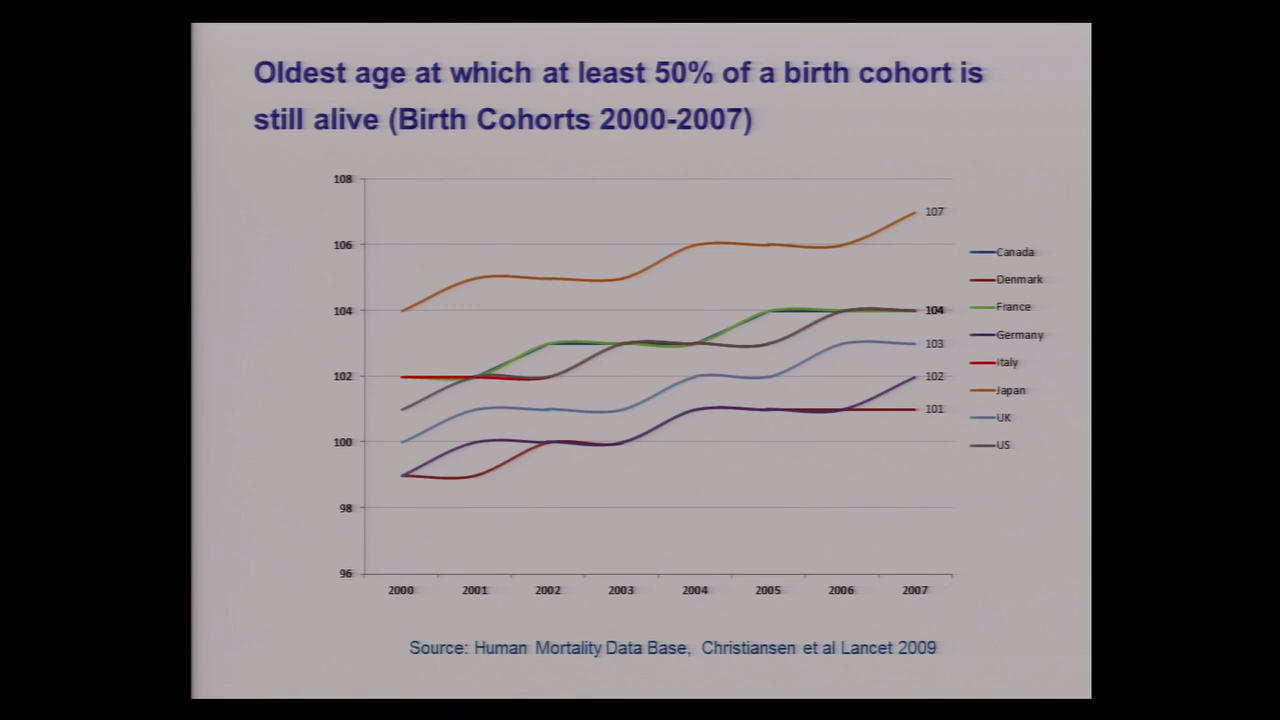 Oldest age at which at least 50% of a birth cohort is
still alive (Birth Cohorts 2000-2007)
108
106
104
102
100
98
96
107
104
103
102
101
Canada
Denmark
France
Germany
Italy
Japan
UK
US
2000 2001 2002 2003 2004 2005 2006 2007
Source: Human Mortality Data Base, Christiansen et al Lancet 2009